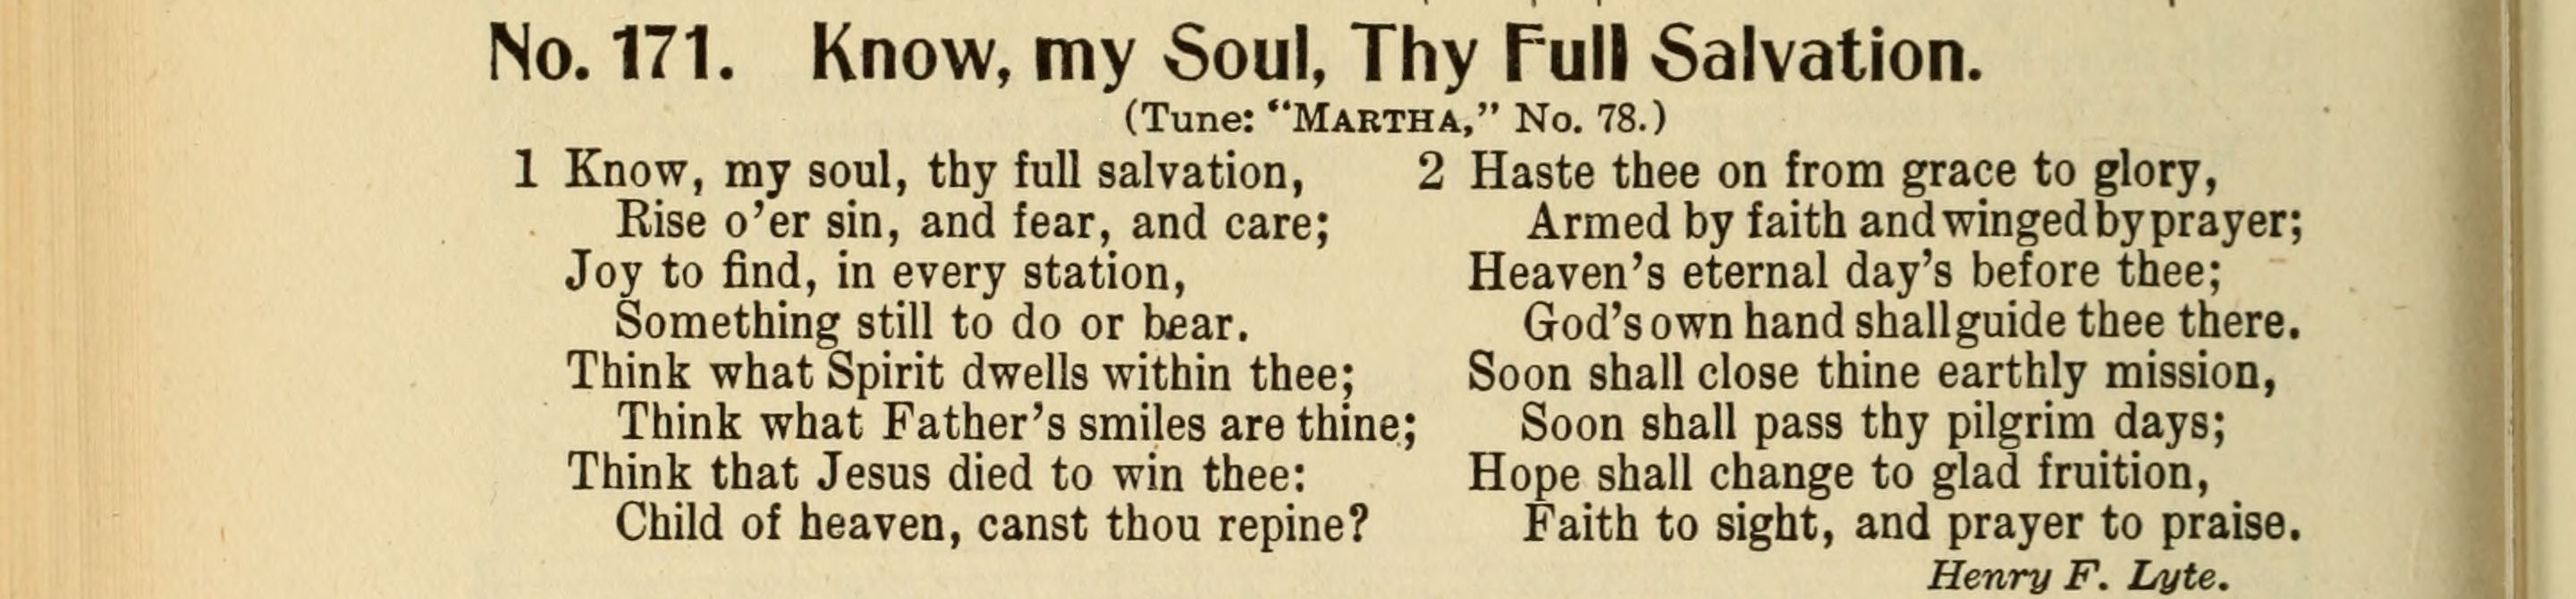 No. 171. Know, my Soul, Thy Full Salvation.
(Tune: “MARTHA,” No. 78.)
1 Know, my soul, thy full salvation,
Rise o’er sin, and fear, and care;
Joy to find, in every station,
Something still to do or bear.
Think what Spirit dwells within thee;
Think what Father’s smiles are thine;
Think that Jesus died to win thee:
Child of heaven, canst thou repine?
2 Haste thee on from grace to glory,
Armed by faith and winged by prayer;
Heaven’s eternal day’s before thee;
God’s own hand shall guide thee there.
Soon shall close thine earthly mission,
Soon shall pass thy pilgrim days;
Hope shall change to glad fruition,
Faith to sight, and prayer to praise.
Henry F. Lyte.